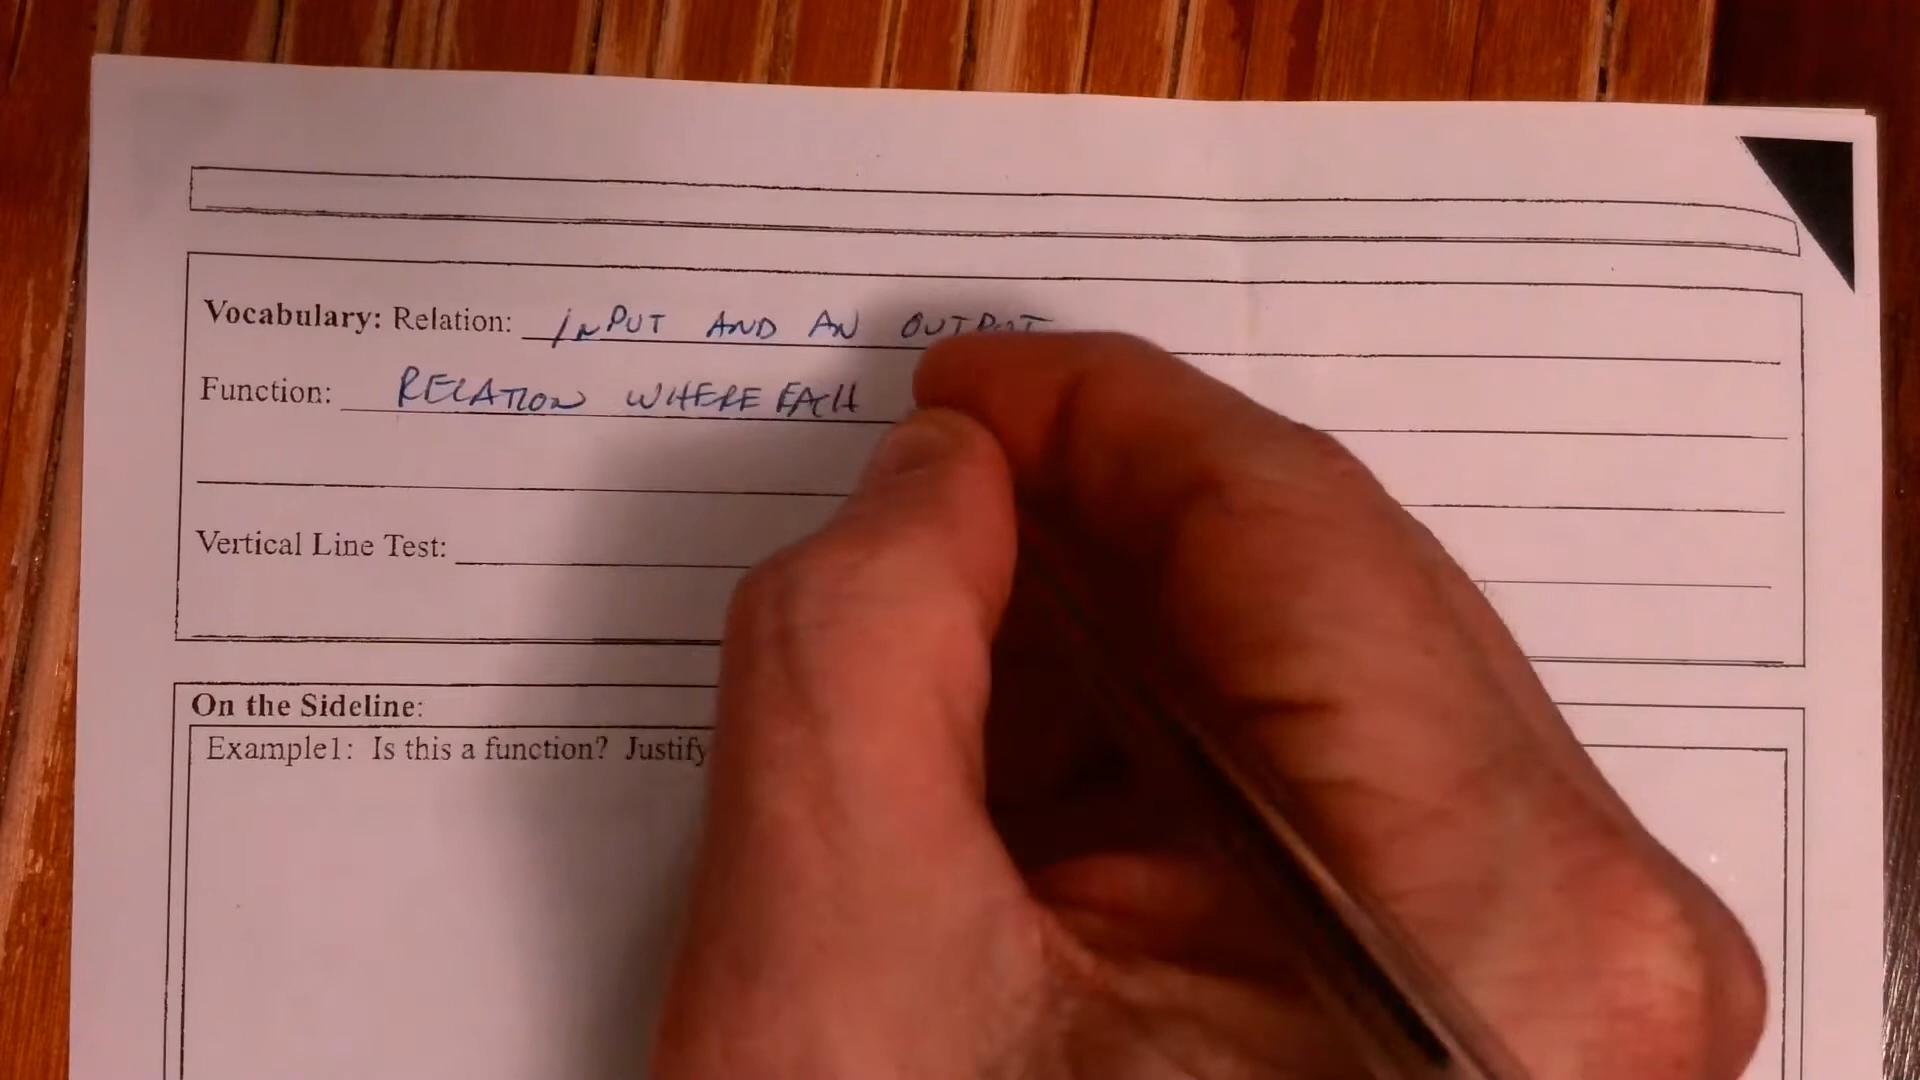 Vocabulary: Relation: INPUT AND AN OUTPUT
Function: RELATION WHERE EACH
Vertical Line Test:
On the Sideline:
Example1: Is this a function? Justify